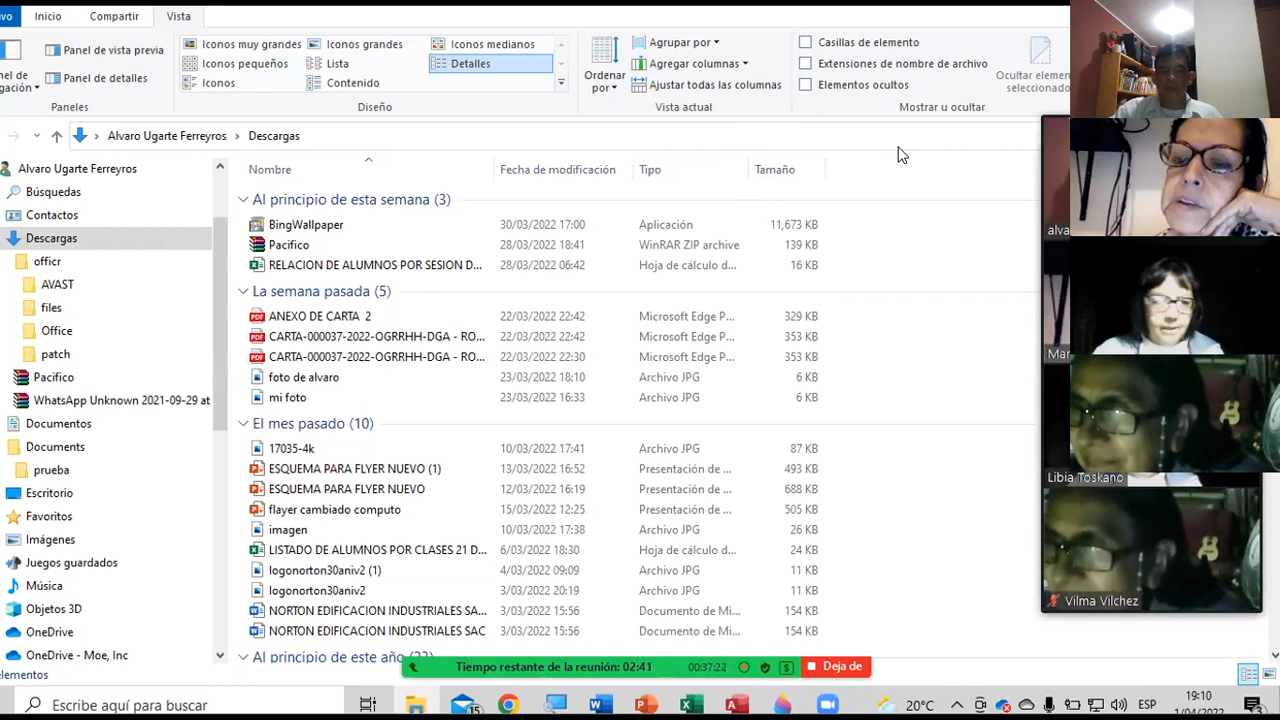 vo Inicio Compartir Vista
Panel de vista previa Iconos muy grandes Iconos grandes Iconos medianos Agrupar por Casillas de elemento
Iconos pequeños Lista Detalles Agregar columnas Extensiones de nombre de archivo
Panel de detalles Iconos Contenido Ordenar por Ajustar todas las columnas Elementos ocultos Ocultar elemen seleccionado
Panel de gación
Paneles Diseño Vista actual Mostrar u ocultar
Alvaro Ugarte Ferreyros > Descargas
Alvaro Ugarte Ferreyros
Búsquedas
Contactos
Descargas
officr
AVAST
files
Office
patch
Pacifico
WhatsApp Unknown 2021-09-29 at
Documentos
Documents
prueba
Escritorio
Favoritos
Imágenes
Juegos guardados
Música
Objetos 3D
OneDrive
OneDrive - Moe, Inc
elementos
Nombre Fecha de modificación Tipo Tamaño
Al principio de esta semana (3)
BingWallpaper 30/03/2022 17:00 Aplicación 11,673 KB
Pacifico 28/03/2022 18:41 WinRAR ZIP archive 139 KB
RELACION DE ALUMNOS POR SESION D... 28/03/2022 06:42 Hoja de cálculo d... 16 KB
La semana pasada (5)
ANEXO DE CARTA 2 22/03/2022 22:42 Microsoft Edge P... 329 KB
CARTA-000037-2022-OGRRHH-DGA - RO... 22/03/2022 22:42 Microsoft Edge P... 353 KB
CARTA-000037-2022-OGRRHH-DGA - RO... 22/03/2022 22:30 Microsoft Edge P... 353 KB
foto de alvaro 23/03/2022 18:10 Archivo JPG 6 KB
mi foto 23/03/2022 16:33 Archivo JPG 6 KB
El mes pasado (10)
17035-4k 10/03/2022 17:41 Archivo JPG 87 KB
ESQUEMA PARA FLYER NUEVO (1) 13/03/2022 16:52 Presentación de ... 493 KB
ESQUEMA PARA FLYER NUEVO 12/03/2022 16:19 Presentación de ... 688 KB
flayer cambiado computo 15/03/2022 12:25 Presentación de ... 505 KB
imagen 10/03/2022 17:38 Archivo JPG 26 KB
LISTADO DE ALUMNOS POR CLASES 21 D... 6/03/2022 18:30 Hoja de cálculo d... 24 KB
logonorton30aniv2 (1) 4/03/2022 09:09 Archivo JPG 11 KB
logonorton30aniv2 3/03/2022 20:19 Archivo JPG 11 KB
NORTON EDIFICACION INDUSTRIALES SA... 3/03/2022 15:56 Documento de Mi... 154 KB
NORTON EDIFICACION INDUSTRIALES SAC 3/03/2022 15:56 Documento de Mi... 154 KB
Al principio de este año (23)
alva
Mar
Libia Toskano
Vilma Vilchez
Tiempo restante de la reunión: 02:41 00:37:22 Deja de
Escribe aquí para buscar 15 20°C ESP 19:10
1/04/2022 3